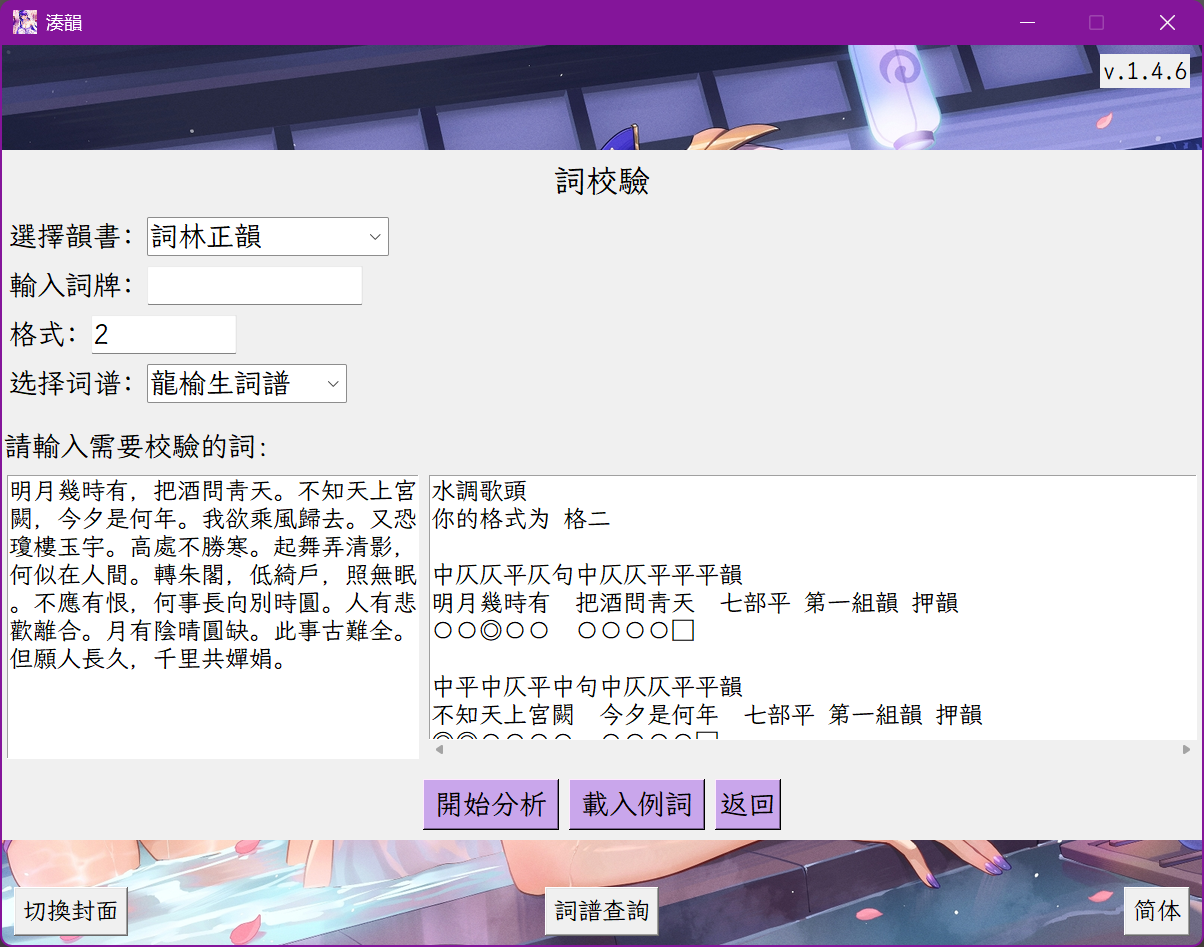 湊韻
v.1.4.6
詞校驗
選擇韻書： 詞林正韻
輸入詞牌：
格式： 2
选择词谱： 龍榆生詞譜
請輸入需要校驗的詞：
明月幾時有，把酒問青天。不知天上宮
闕，今夕是何年。我欲乘風歸去。又恐
瓊樓玉宇。高處不勝寒。起舞弄清影，
何似在人間。轉朱閣，低綺戶，照無眠
。不應有恨，何事長向別時圓。人有悲
歡離合。月有陰晴圓缺。此事古難全。
但願人長久，千里共嬋娟。
水調歌頭
你的格式为 格二
中仄仄平仄句中仄仄平平平韻
明月幾時有 把酒問青天 七部平 第一組韻 押韻
○○◎○○ ○○○○□
中平中仄平中句中仄仄平平韻
不知天上宮闕 今夕是何年 七部平 第一組韻 押韻
◎◎○○○○ ○○○○□
開始分析 載入例詞 返回
切換封面 詞譜查詢 简体